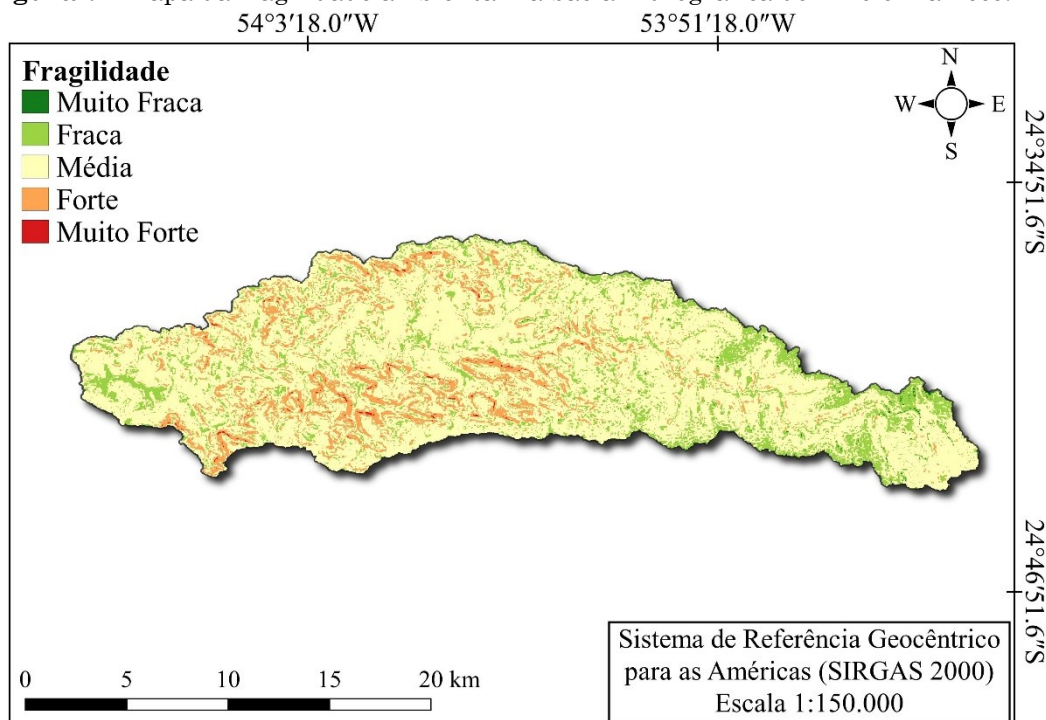 54°3'18.0"W 53°51'18.0"W
Fragilidade
Muito Fraca
Fraca
Média
Forte
Muito Forte
N
W E
S
24°34'51.6"S
24°46'51.6"S
0 5 10 15 20 km
Sistema de Referência Geocêntrico
para as Américas (SIRGAS 2000)
Escala 1:150.000